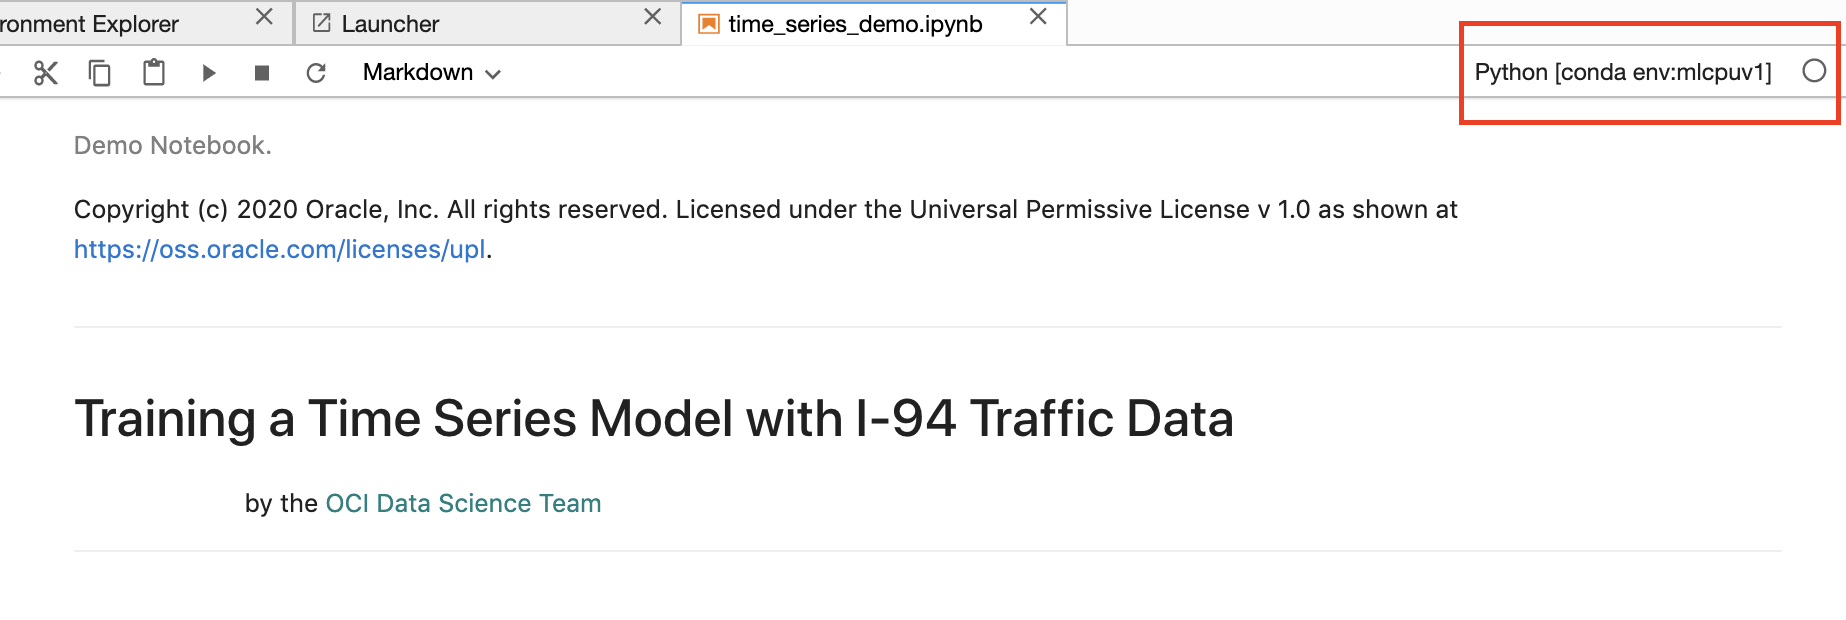 ronment Explorer
Launcher
time_series_demo.ipynb
Markdown
Python [conda env:mlcpuv1]
Demo Notebook.
Copyright (c) 2020 Oracle, Inc. All rights reserved. Licensed under the Universal Permissive License v 1.0 as shown at
https://oss.oracle.com/licenses/upl.
Training a Time Series Model with I-94 Traffic Data
by the OCI Data Science Team